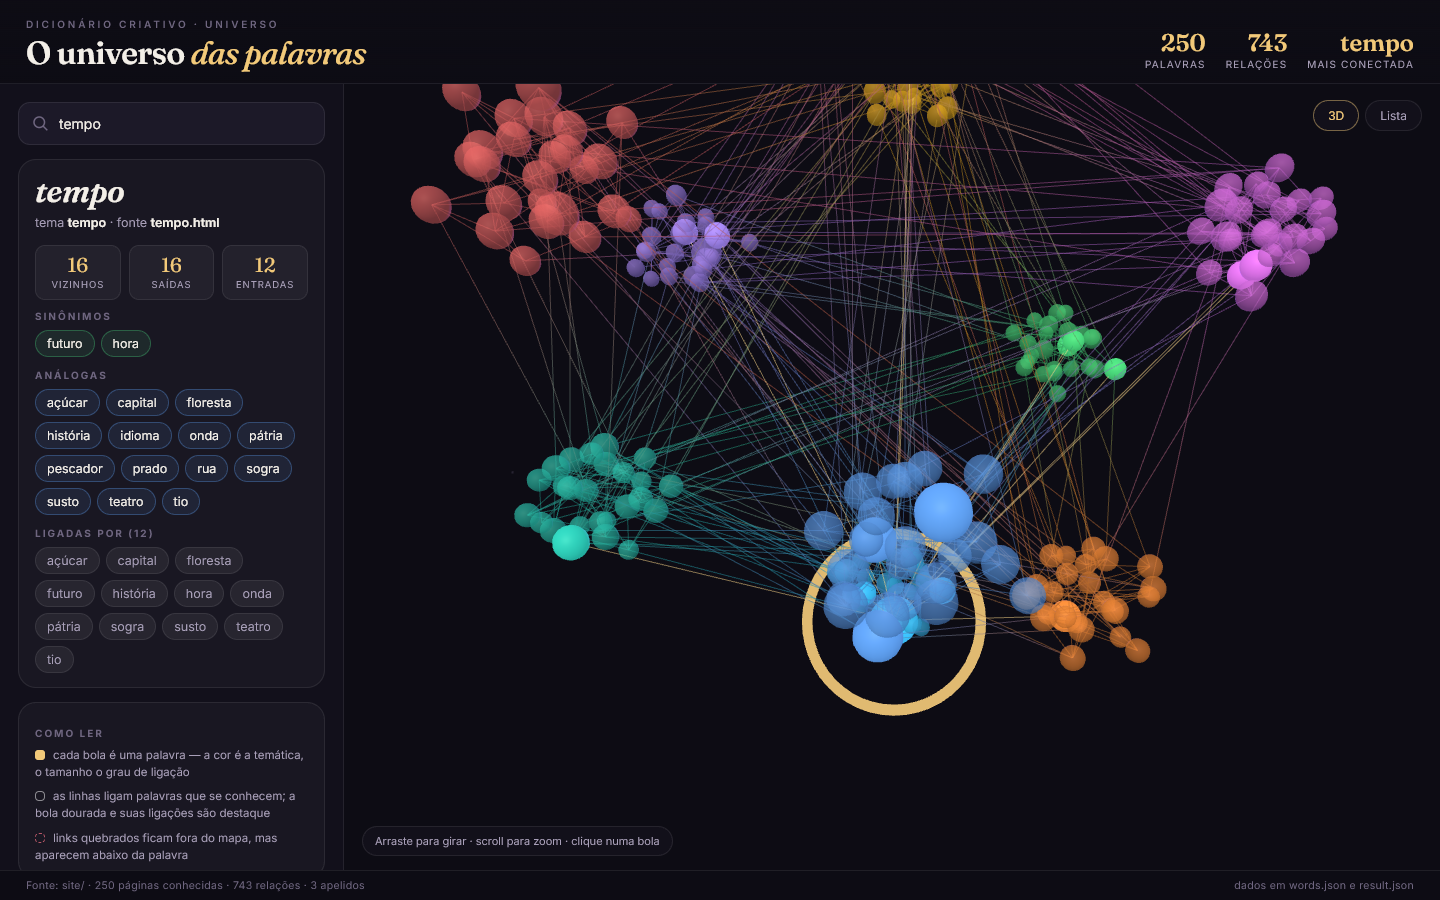 DICIONÁRIO CRIATIVO · UNIVERSO
O universo das palavras
250
PALAVRAS
743
RELAÇÕES
tempo
MAIS CONECTADA
tempo
3D
Lista
tempo
tema tempo · fonte tempo.html
16
VIZINHOS
16
SAÍDAS
12
ENTRADAS
SINÔNIMOS
futuro hora
ANÁLOGAS
açúcar capital floresta
história idioma onda pátria
pescador prado rua sogra
susto teatro tio
LIGADAS POR (12)
açúcar capital floresta
futuro história hora onda
pátria sogra susto teatro
tio
COMO LER
cada bola é uma palavra — a cor é a temática,
o tamanho o grau de ligação
as linhas ligam palavras que se conhecem; a
bola dourada e suas ligações são destaque
links quebrados ficam fora do mapa, mas
aparecem abaixo da palavra
Arraste para girar · scroll para zoom · clique numa bola
Fonte: site/ · 250 páginas conhecidas · 743 relações · 3 apelidos
dados em words.json e result.json